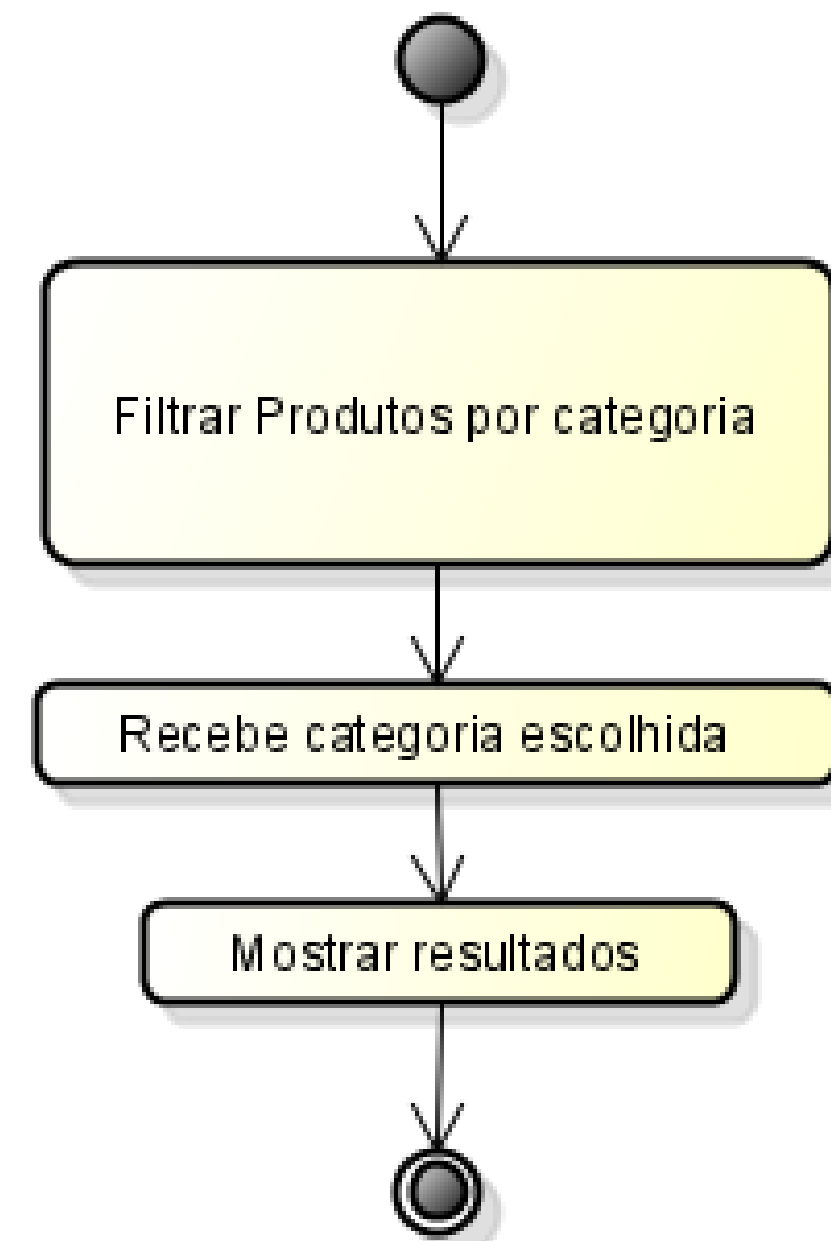 Filtrar Produtos por categoria
Recebe categoria escolhida
Mostrar resultados